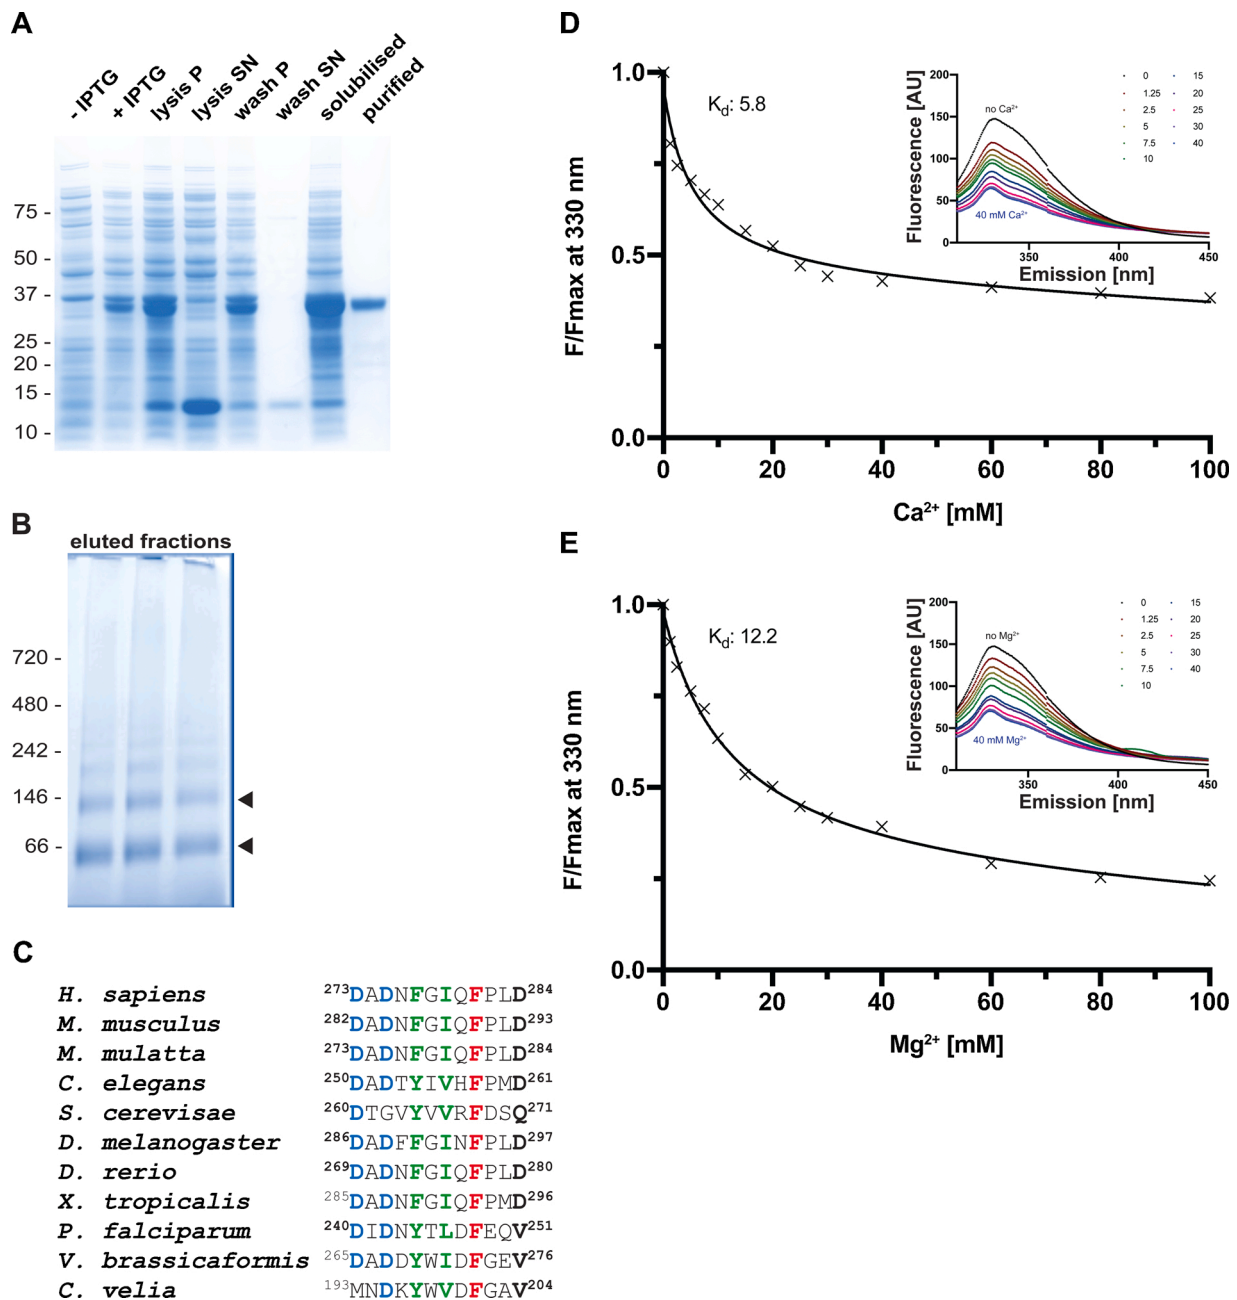 A
- IPTG
+ IPTG
lysis P
lysis SN
wash P
wash SN
solubilised
purified
75 -
50 -
37 -
25 -
20 -
15 -
10 -
B
eluted fractions
720 -
480 -
242 -
146 -
66 -
C
H. sapiens ²⁷³DADNFGIQFPLD²⁸⁴
M. musculus ²⁸²DADNFGIQFPLD²⁹³
M. mulatta ²⁷³DADNFGIQFPLD²⁸⁴
C. elegans ²⁵⁰DADTYIVHFPMD²⁶¹
S. cerevisae ²⁶⁰DTGVYVVRFDSQ²⁷¹
D. melanogaster ²⁸⁶DADFFGINFPLD²⁹⁷
D. rerio ²⁶⁹DADNFGIQFPLD²⁸⁰
X. tropicalis ²⁸⁵DADNFGIQFPMD²⁹⁶
P. falciparum ²⁴⁰DIDNYTLDFEQV²⁵¹
V. brassicaformis ²⁶⁵DADDYWIDFGEV²⁷⁶
C. velia ¹⁹³MNDKYWVDFGAV²⁰⁴
D
F/Fmax at 330 nm
1.0
0.5
0.0
0 20 40 60 80 100
Ca²⁺ [mM]
Kd: 5.8
Fluorescence [AU]
200
150
100
50
0
350 400 450
Emission [nm]
no Ca²⁺
40 mM Ca²⁺
0 15
1.25 20
2.5 25
5 30
7.5 40
10
E
F/Fmax at 330 nm
1.0
0.5
0.0
0 20 40 60 80 100
Mg²⁺ [mM]
Kd: 12.2
Fluorescence [AU]
200
150
100
50
0
350 400 450
Emission [nm]
no Mg²⁺
40 mM Mg²⁺
0 15
1.25 20
2.5 25
5 30
7.5 40
10